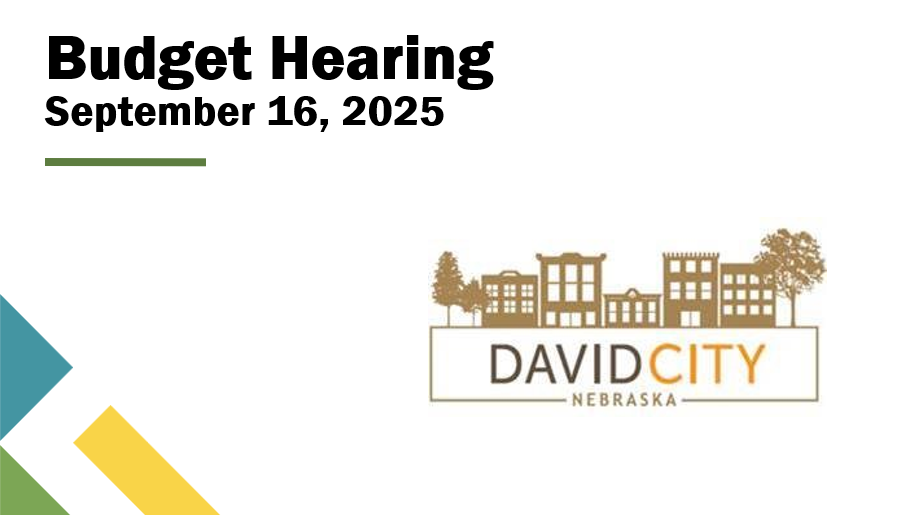 Budget Hearing
September 16, 2025
DAVID CITY
NEBRASKA